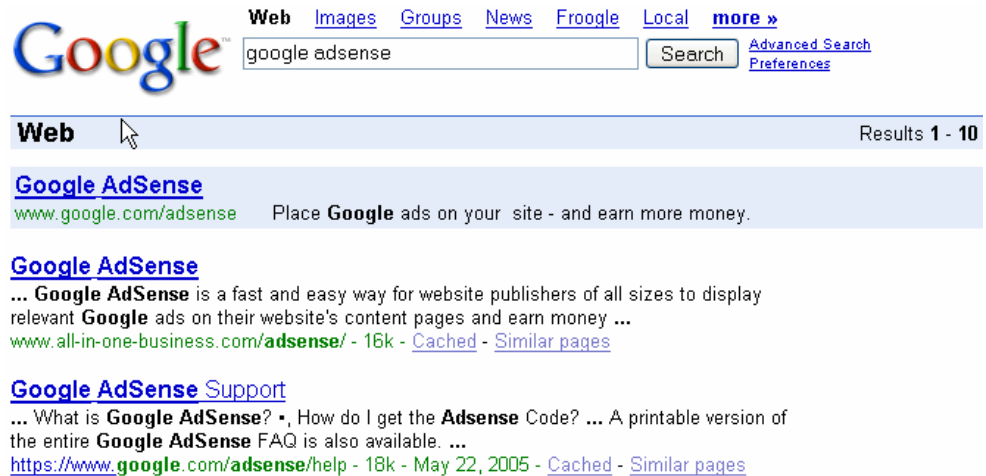 Google™
Web Images Groups News Froogle Local more »
google adsense Search Advanced Search
Preferences
Web Results 1 - 10
Google AdSense
www.google.com/adsense Place Google ads on your site - and earn more money.
Google AdSense
... Google AdSense is a fast and easy way for website publishers of all sizes to display
relevant Google ads on their website's content pages and earn money ...
www.all-in-one-business.com/adsense/ - 16k - Cached - Similar pages
Google AdSense Support
... What is Google AdSense? •, How do I get the Adsense Code? ... A printable version of
the entire Google AdSense FAQ is also available. ...
https://www.google.com/adsense/help - 18k - May 22, 2005 - Cached - Similar pages